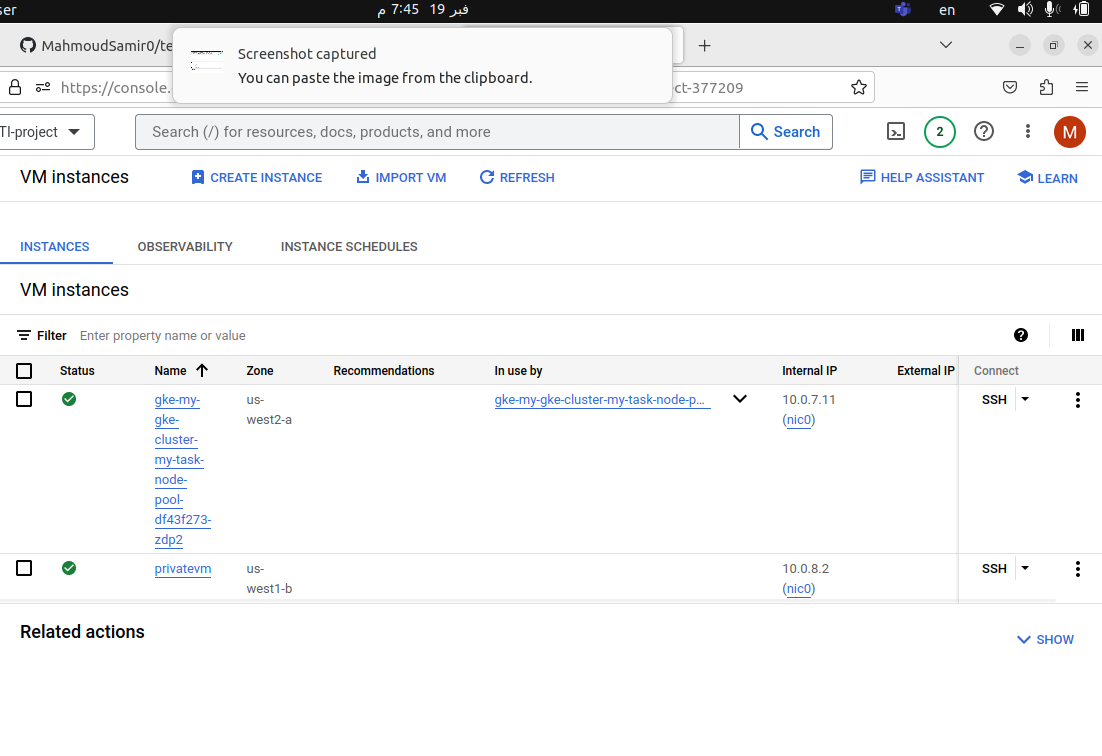 ser
فبر 19 7:45 م
en
MahmoudSamir0/te
Screenshot captured
You can paste the image from the clipboard.
https://console.
ct-377209
TI-project
Search (/) for resources, docs, products, and more
Search
2
M
VM instances
CREATE INSTANCE
IMPORT VM
REFRESH
HELP ASSISTANT
LEARN
INSTANCES
OBSERVABILITY
INSTANCE SCHEDULES
VM instances
Filter Enter property name or value
Status Name Zone Recommendations In use by Internal IP External IP Connect
gke-my- us- gke-my-gke-cluster-my-task-node-p... 10.0.7.11 SSH
gke- west2-a (nic0)
cluster-
my-task-
node-
pool-
df43f273-
zdp2
privatevm us- 10.0.8.2 SSH
west1-b (nic0)
Related actions
SHOW